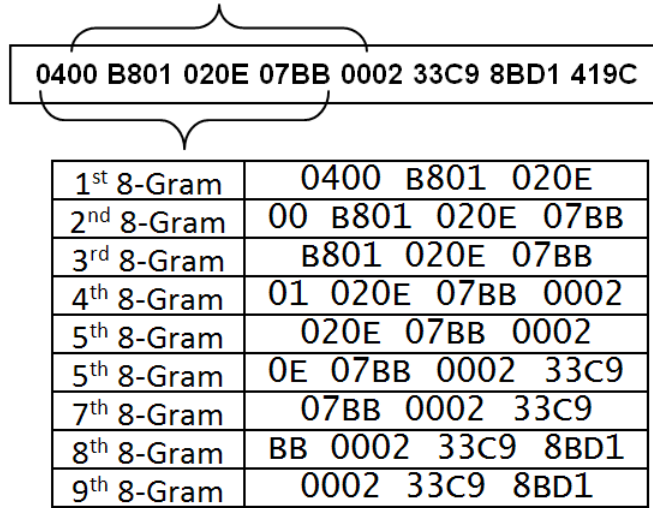 0400 B801 020E 07BB 0002 33C9 8BD1 419C
1st 8-Gram 0400 B801 020E
2nd 8-Gram 00 B801 020E 07BB
3rd 8-Gram B801 020E 07BB
4th 8-Gram 01 020E 07BB 0002
5th 8-Gram 020E 07BB 0002
5th 8-Gram 0E 07BB 0002 33C9
7th 8-Gram 07BB 0002 33C9
8th 8-Gram BB 0002 33C9 8BD1
9th 8-Gram 0002 33C9 8BD1